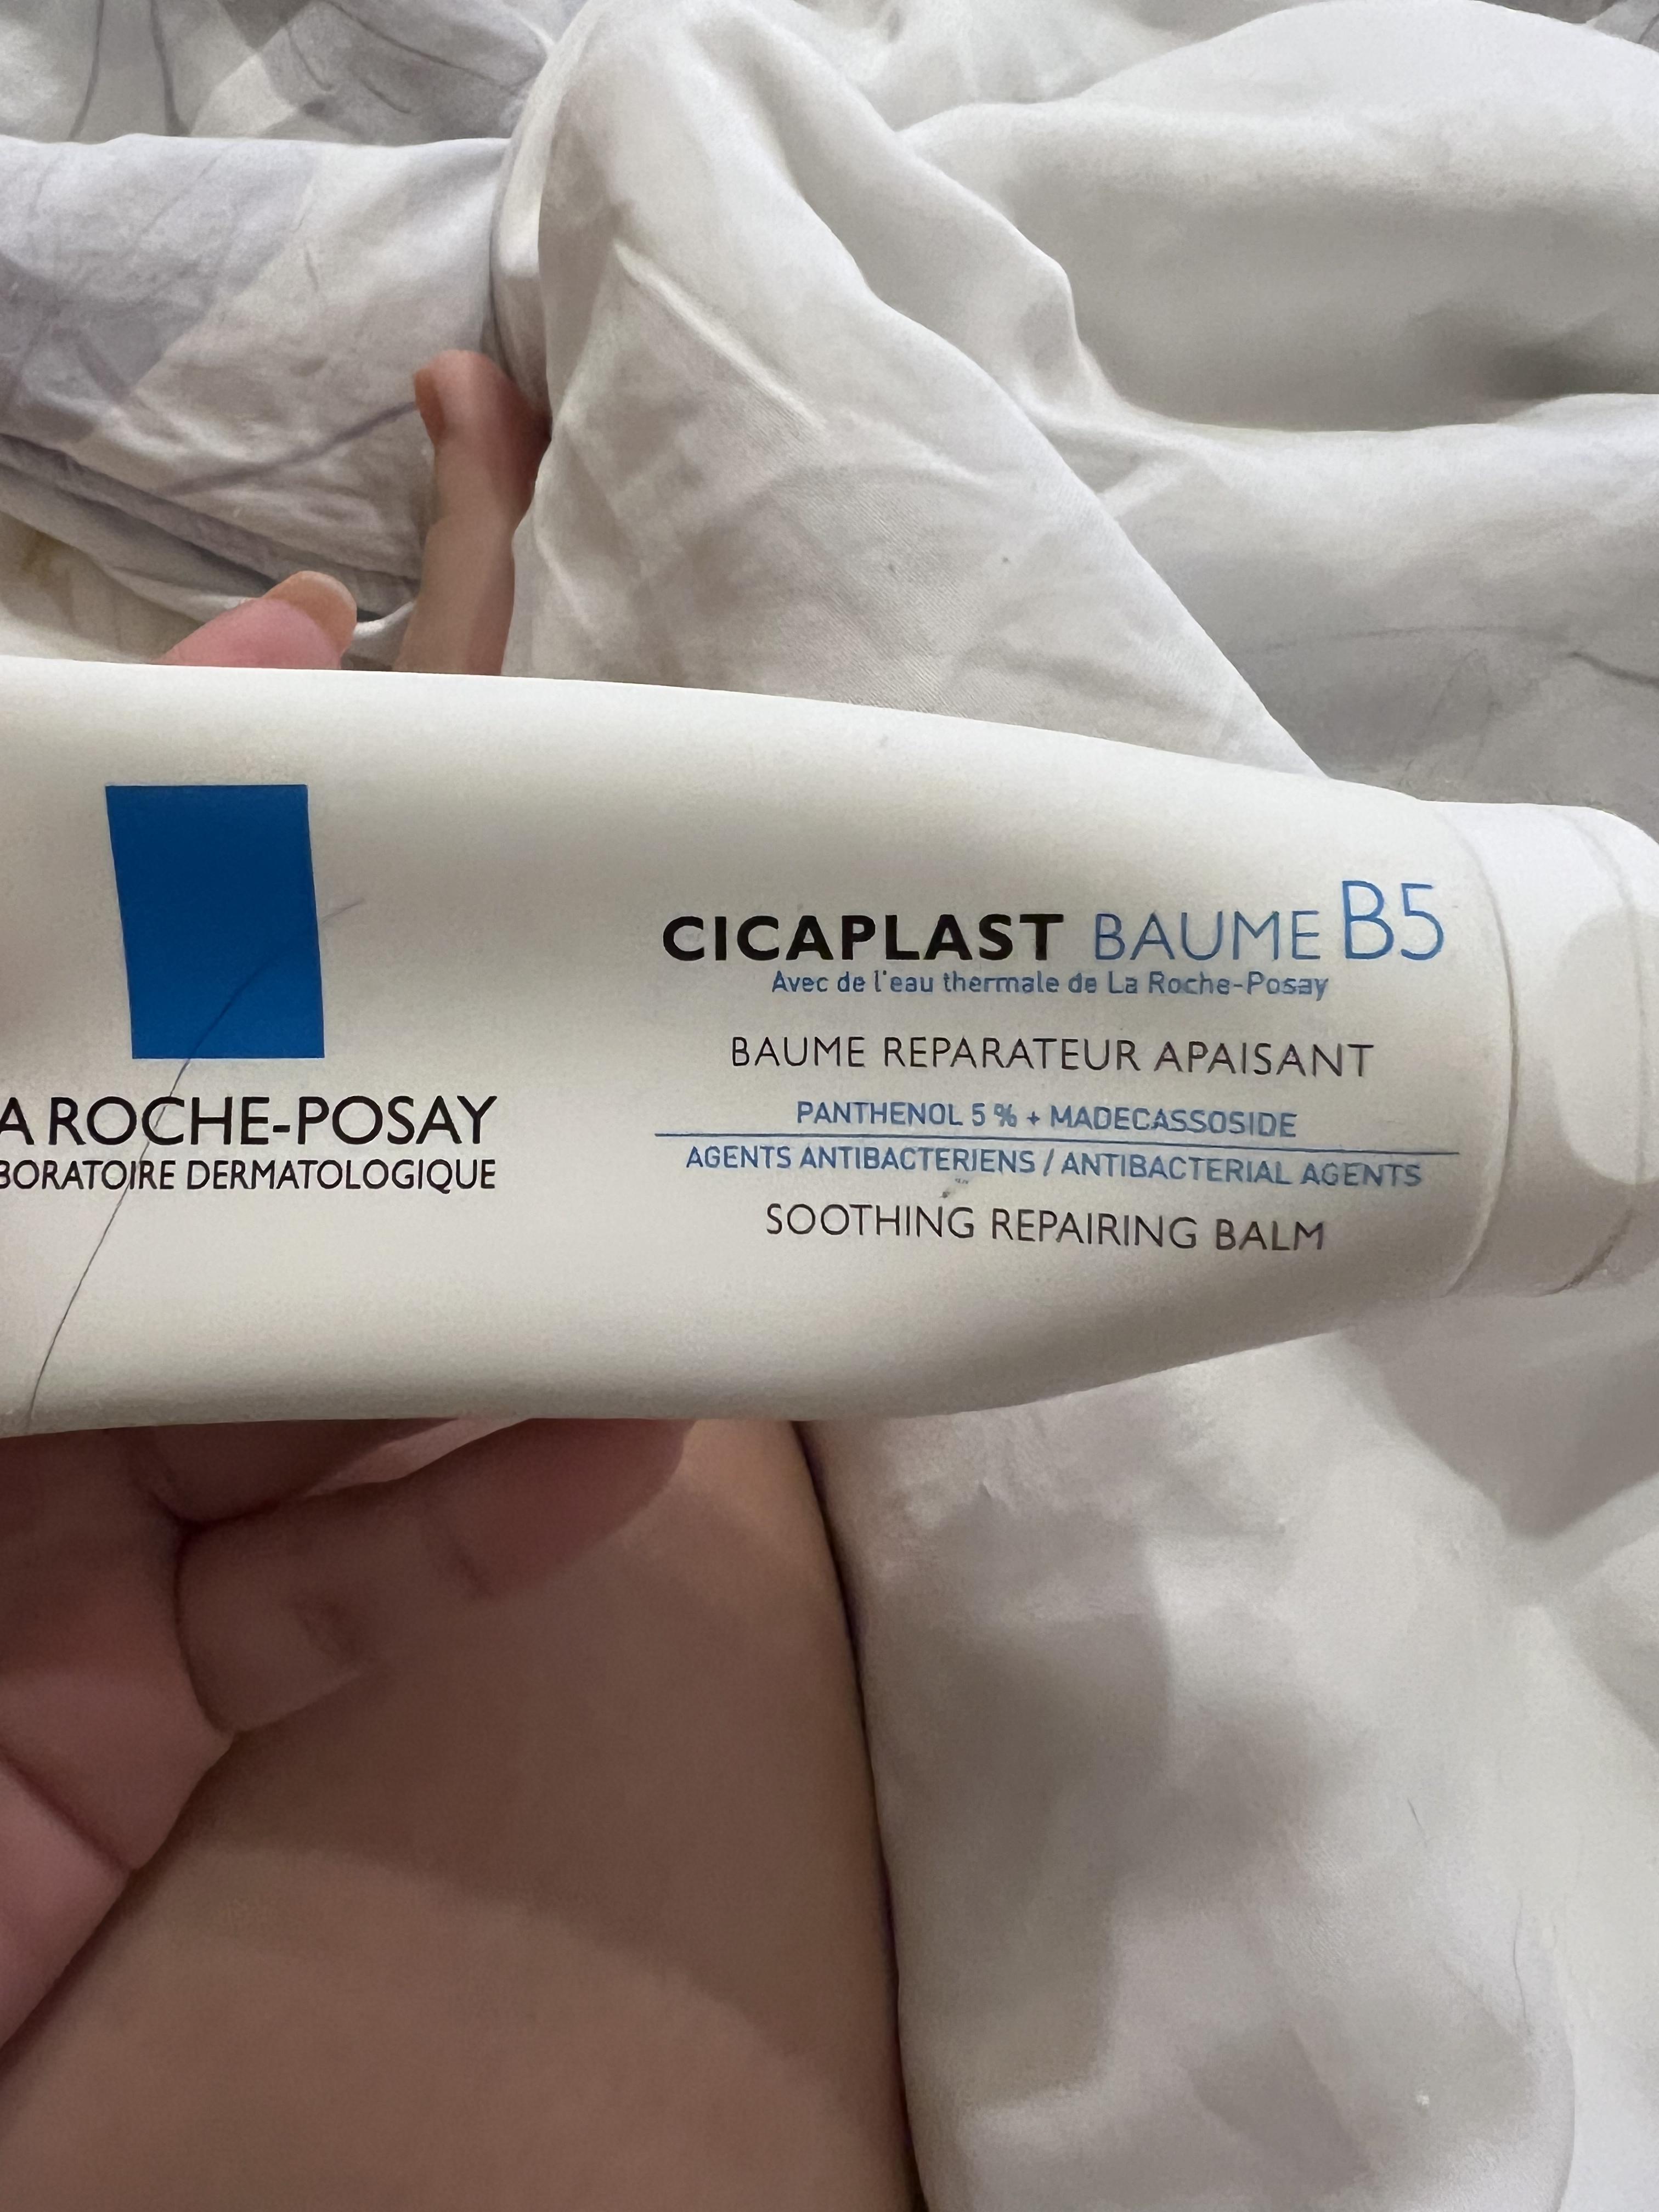 A ROCHE-POSAY
BORATOIRE DERMATOLOGIQUE
CICAPLAST BAUME B5
Avec de l'eau thermale de La Roche-Posay
BAUME REPARATEUR APAISANT
PANTHENOL 5 % + MADECASSOSIDE
AGENTS ANTIBACTERIENS / ANTIBACTERIAL AGENTS
SOOTHING REPAIRING BALM